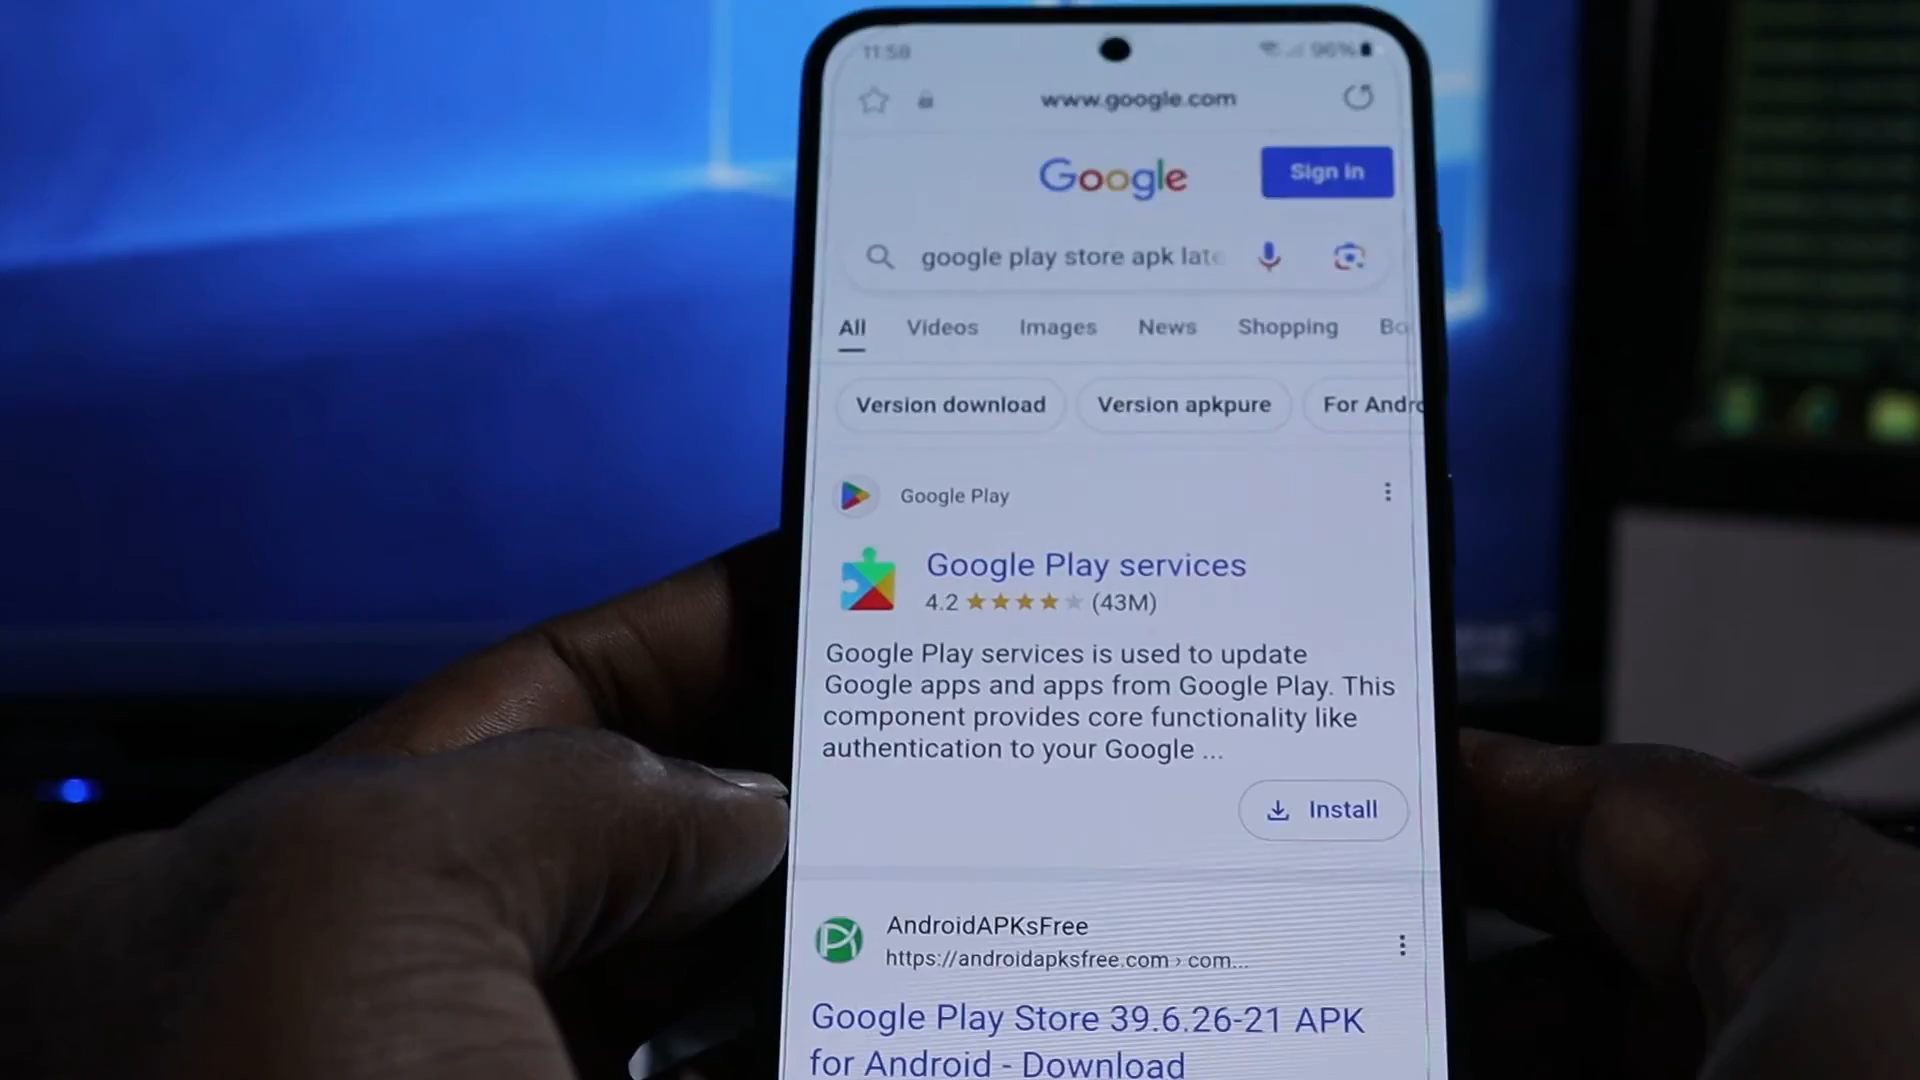 11:58
96%
www.google.com
Google
Sign in
google play store apk late
All Videos Images News Shopping Bo
Version download Version apkpure For Andro
Google Play
Google Play services
4.2 (43M)
Google Play services is used to update
Google apps and apps from Google Play. This
component provides core functionality like
authentication to your Google ...
Install
AndroidAPKsFree
https://androidapksfree.com › com...
Google Play Store 39.6.26-21 APK
for Android - Download